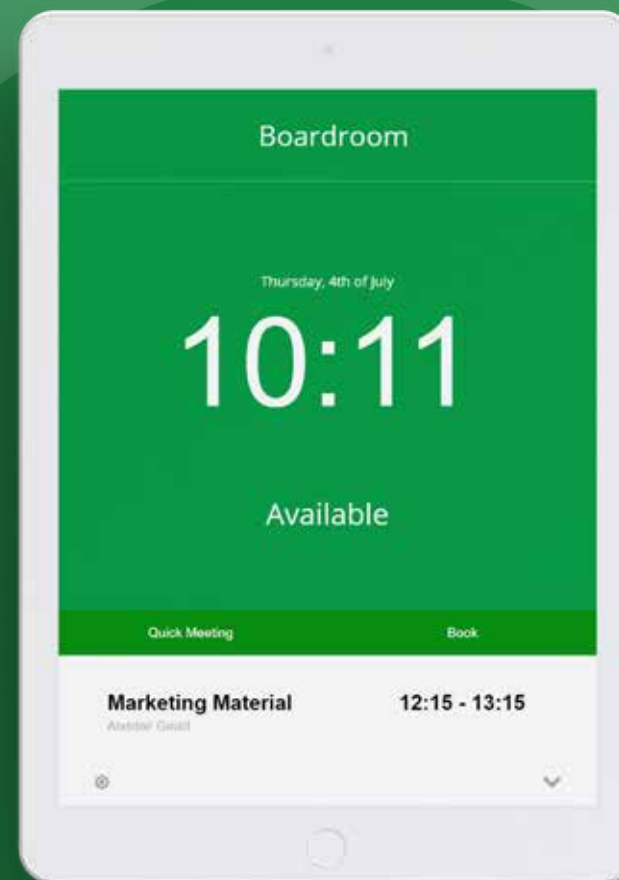 Boardroom
Thursday, 4th of July
10:11
Available
Quick Meeting Book
Marketing Material 12:15 - 13:15